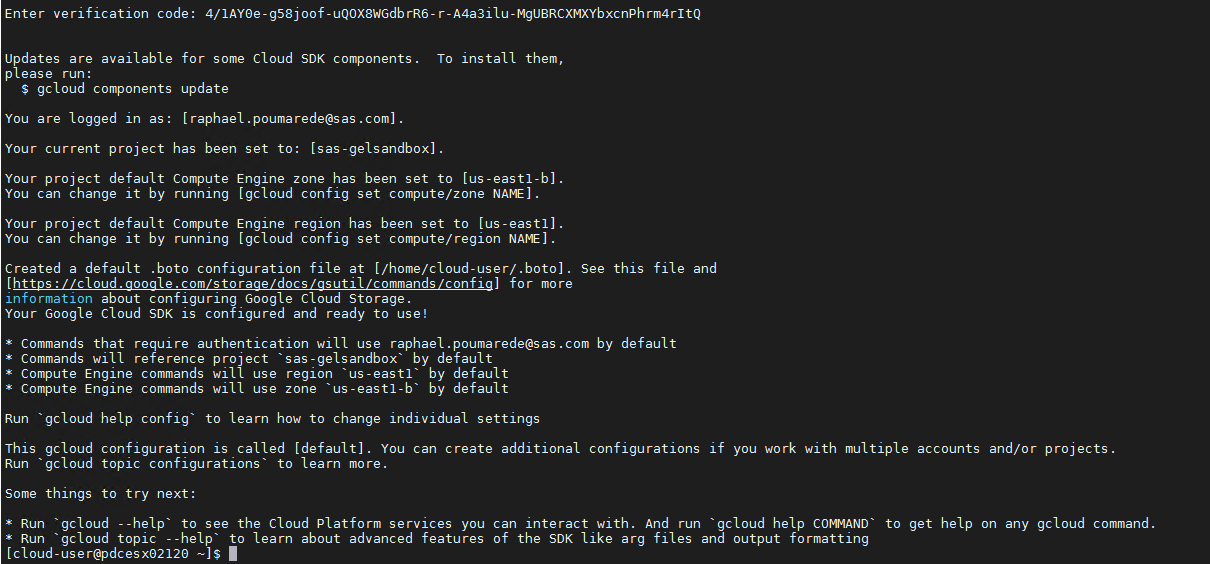 Enter verification code: 4/1AY0e-g58joof-uQOX8WGdbrR6-r-A4a3ilu-MgUBRCXMXYbxcnPhrm4rItQ
Updates are available for some Cloud SDK components.  To install them,
please run:
  $ gcloud components update
You are logged in as: [raphael.poumarede@sas.com].
Your current project has been set to: [sas-gelsandbox].
Your project default Compute Engine zone has been set to [us-east1-b].
You can change it by running [gcloud config set compute/zone NAME].
Your project default Compute Engine region has been set to [us-east1].
You can change it by running [gcloud config set compute/region NAME].
Created a default .boto configuration file at [/home/cloud-user/.boto]. See this file and
[https://cloud.google.com/storage/docs/gsutil/commands/config] for more
information about configuring Google Cloud Storage.
Your Google Cloud SDK is configured and ready to use!
* Commands that require authentication will use raphael.poumarede@sas.com by default
* Commands will reference project `sas-gelsandbox` by default
* Compute Engine commands will use region `us-east1` by default
* Compute Engine commands will use zone `us-east1-b` by default
Run `gcloud help config` to learn how to change individual settings
This gcloud configuration is called [default]. You can create additional configurations if you work with multiple accounts and/or projects.
Run `gcloud topic configurations` to learn more.
Some things to try next:
* Run `gcloud --help` to see the Cloud Platform services you can interact with. And run `gcloud help COMMAND` to get help on any gcloud command.
* Run `gcloud topic --help` to learn about advanced features of the SDK like arg files and output formatting
[cloud-user@pdcesx02120 ~]$